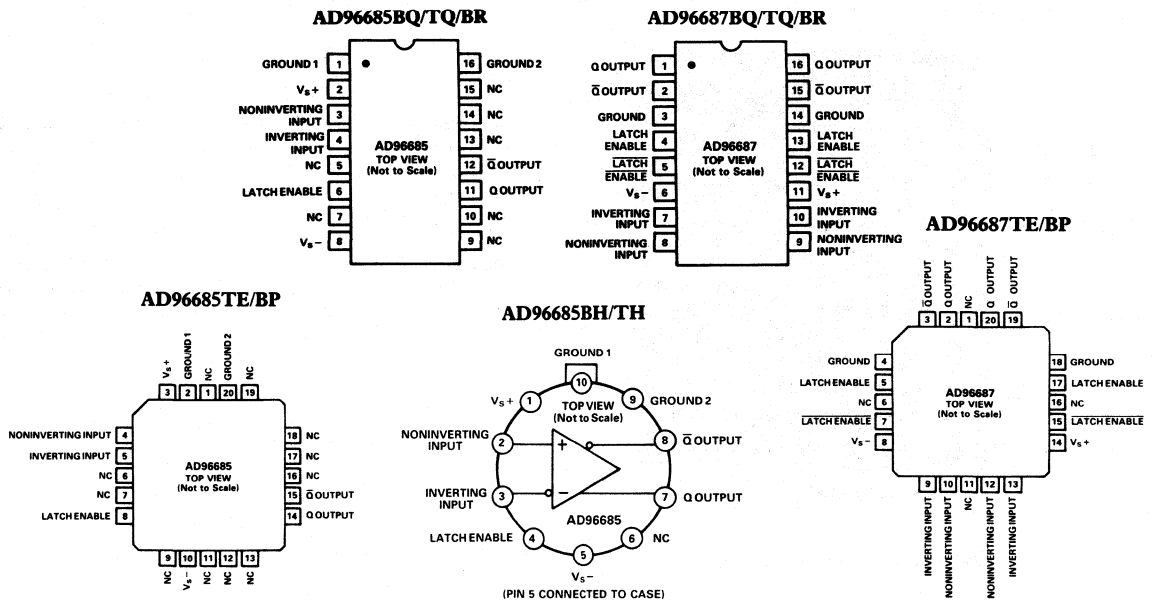 AD96685BQ/TQ/BR
GROUND 1 1
VS+ 2
NONINVERTING
INPUT 3
INVERTING
INPUT 4
NC 5
LATCH ENABLE 6
NC 7
VS− 8
AD96685
TOP VIEW
(Not to Scale)
16 GROUND 2
15 NC
14 NC
13 NC
12 Q̅ OUTPUT
11 Q OUTPUT
10 NC
9 NC
AD96687BQ/TQ/BR
Q OUTPUT 1
Q̅ OUTPUT 2
GROUND 3
LATCH
ENABLE 4
L̅A̅T̅C̅H̅
E̅N̅A̅B̅L̅E̅ 5
VS− 6
INVERTING
INPUT 7
NONINVERTING
INPUT 8
AD96687
TOP VIEW
(Not to Scale)
16 Q OUTPUT
15 Q̅ OUTPUT
14 GROUND
13 LATCH
ENABLE
12 L̅A̅T̅C̅H̅
E̅N̅A̅B̅L̅E̅
11 VS+
10 INVERTING
INPUT
9 NONINVERTING
INPUT
AD96685TE/BP
VS+
GROUND 1
NC
GROUND 2
NC
3 2 1 20 19
NONINVERTING INPUT 4
INVERTING INPUT 5
NC 6
NC 7
LATCH ENABLE 8
AD96685
TOP VIEW
(Not to Scale)
18 NC
17 NC
16 NC
15 Q̅ OUTPUT
14 Q OUTPUT
9 10 11 12 13
NC
VS−
NC
NC
NC
AD96685BH/TH
GROUND 1
10
VS+ 1
TOP VIEW
(Not to Scale)
9 GROUND 2
NONINVERTING
INPUT 2
+
8 Q̅ OUTPUT
INVERTING
INPUT 3
−
7 Q OUTPUT
AD96685
LATCH ENABLE 4
6 NC
5
VS−
(PIN 5 CONNECTED TO CASE)
AD96687TE/BP
Q̅ OUTPUT
Q OUTPUT
NC
Q OUTPUT
Q̅ OUTPUT
3 2 1 20 19
GROUND 4
LATCH ENABLE 5
NC 6
L̅A̅T̅C̅H̅ E̅N̅A̅B̅L̅E̅ 7
VS− 8
AD96687
TOP VIEW
(Not to Scale)
18 GROUND
17 LATCH ENABLE
16 NC
15 L̅A̅T̅C̅H̅ E̅N̅A̅B̅L̅E̅
14 VS+
9 10 11 12 13
INVERTING INPUT
NONINVERTING INPUT
NC
NONINVERTING INPUT
INVERTING INPUT